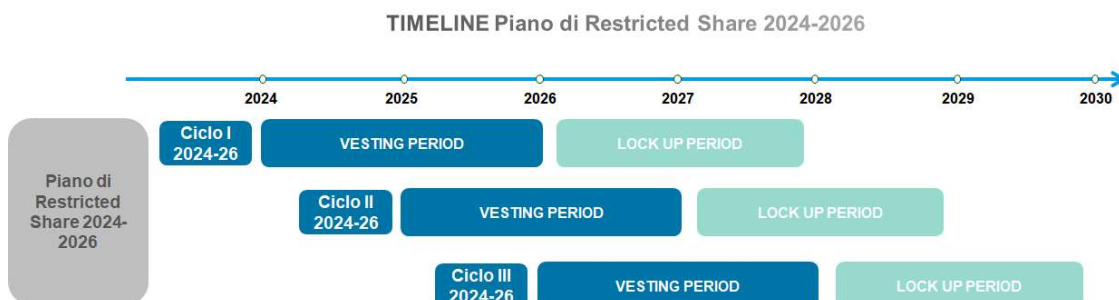 TIMELINE Piano di Restricted Share 2024-2026
2024 2025 2026 2027 2028 2029 2030
Piano di
Restricted
Share 2024-
2026
Ciclo I
2024-26
VESTING PERIOD
LOCK UP PERIOD
Ciclo II
2024-26
VESTING PERIOD
LOCK UP PERIOD
Ciclo III
2024-26
VESTING PERIOD
LOCK UP PERIOD